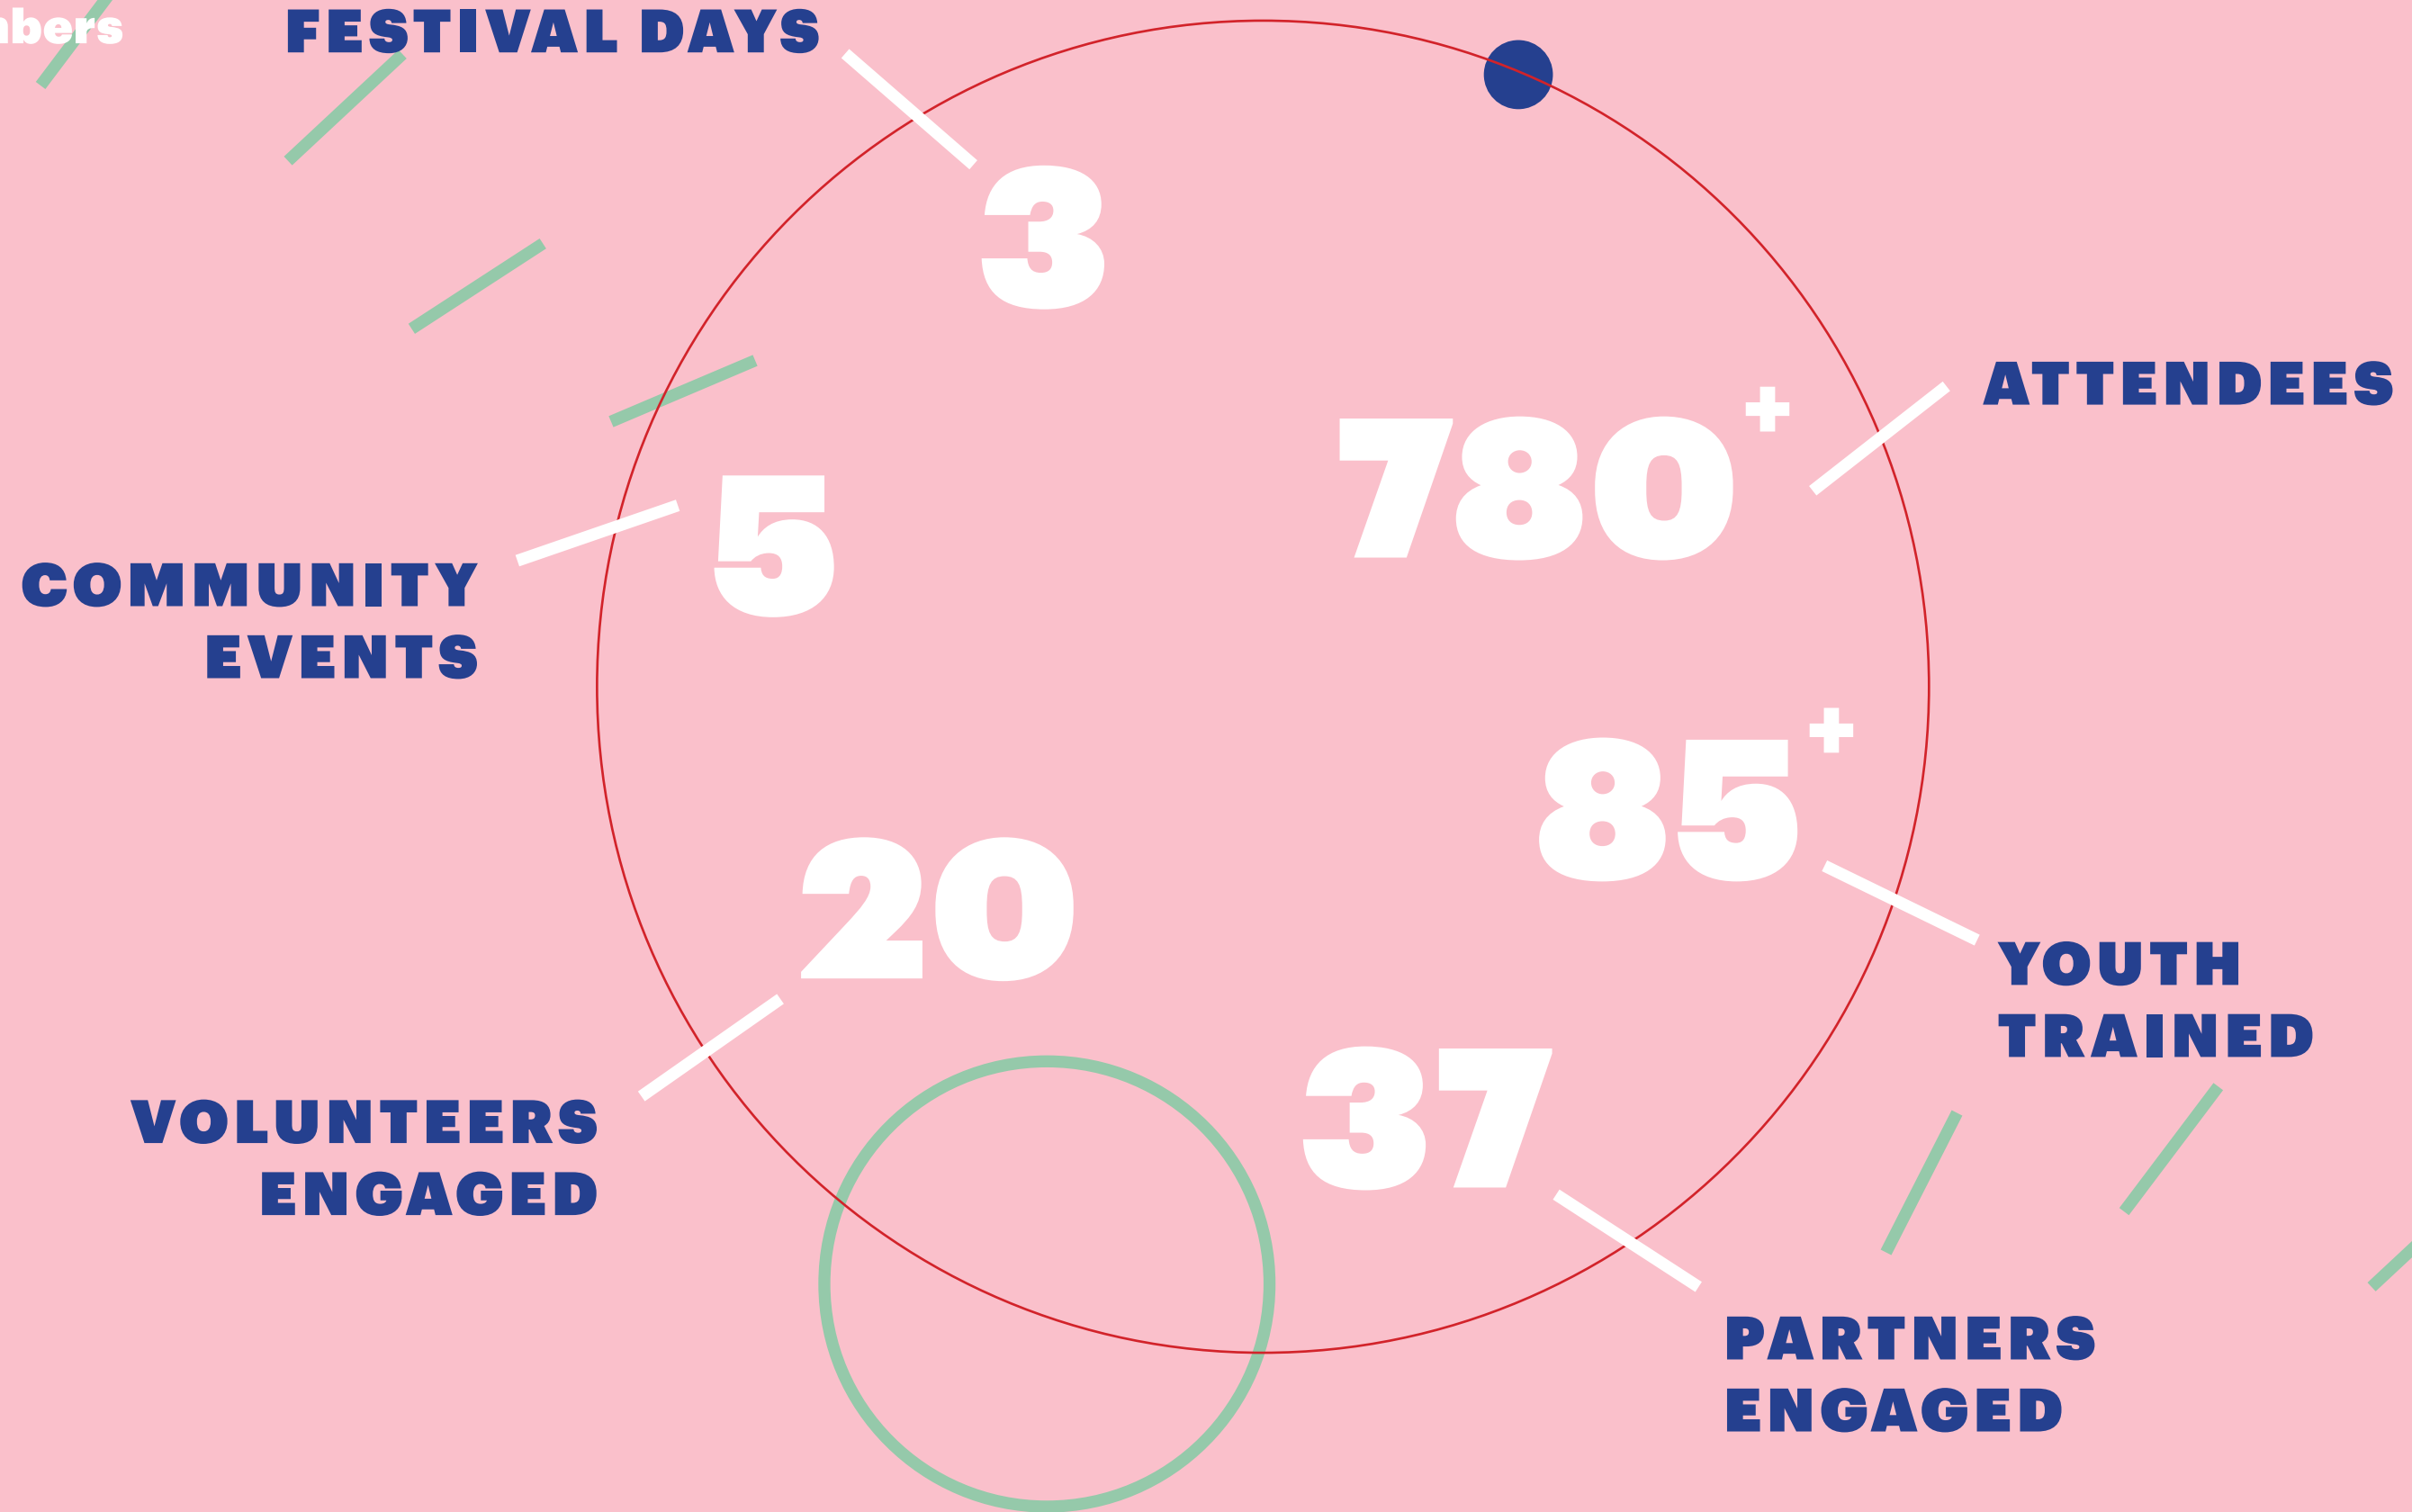 FESTIVAL DAYS
3
780+
ATTENDEES
5
COMMUNITY
EVENTS
85+
YOUTH
TRAINED
20
VOLUNTEERS
ENGAGED
37
PARTNERS
ENGAGED